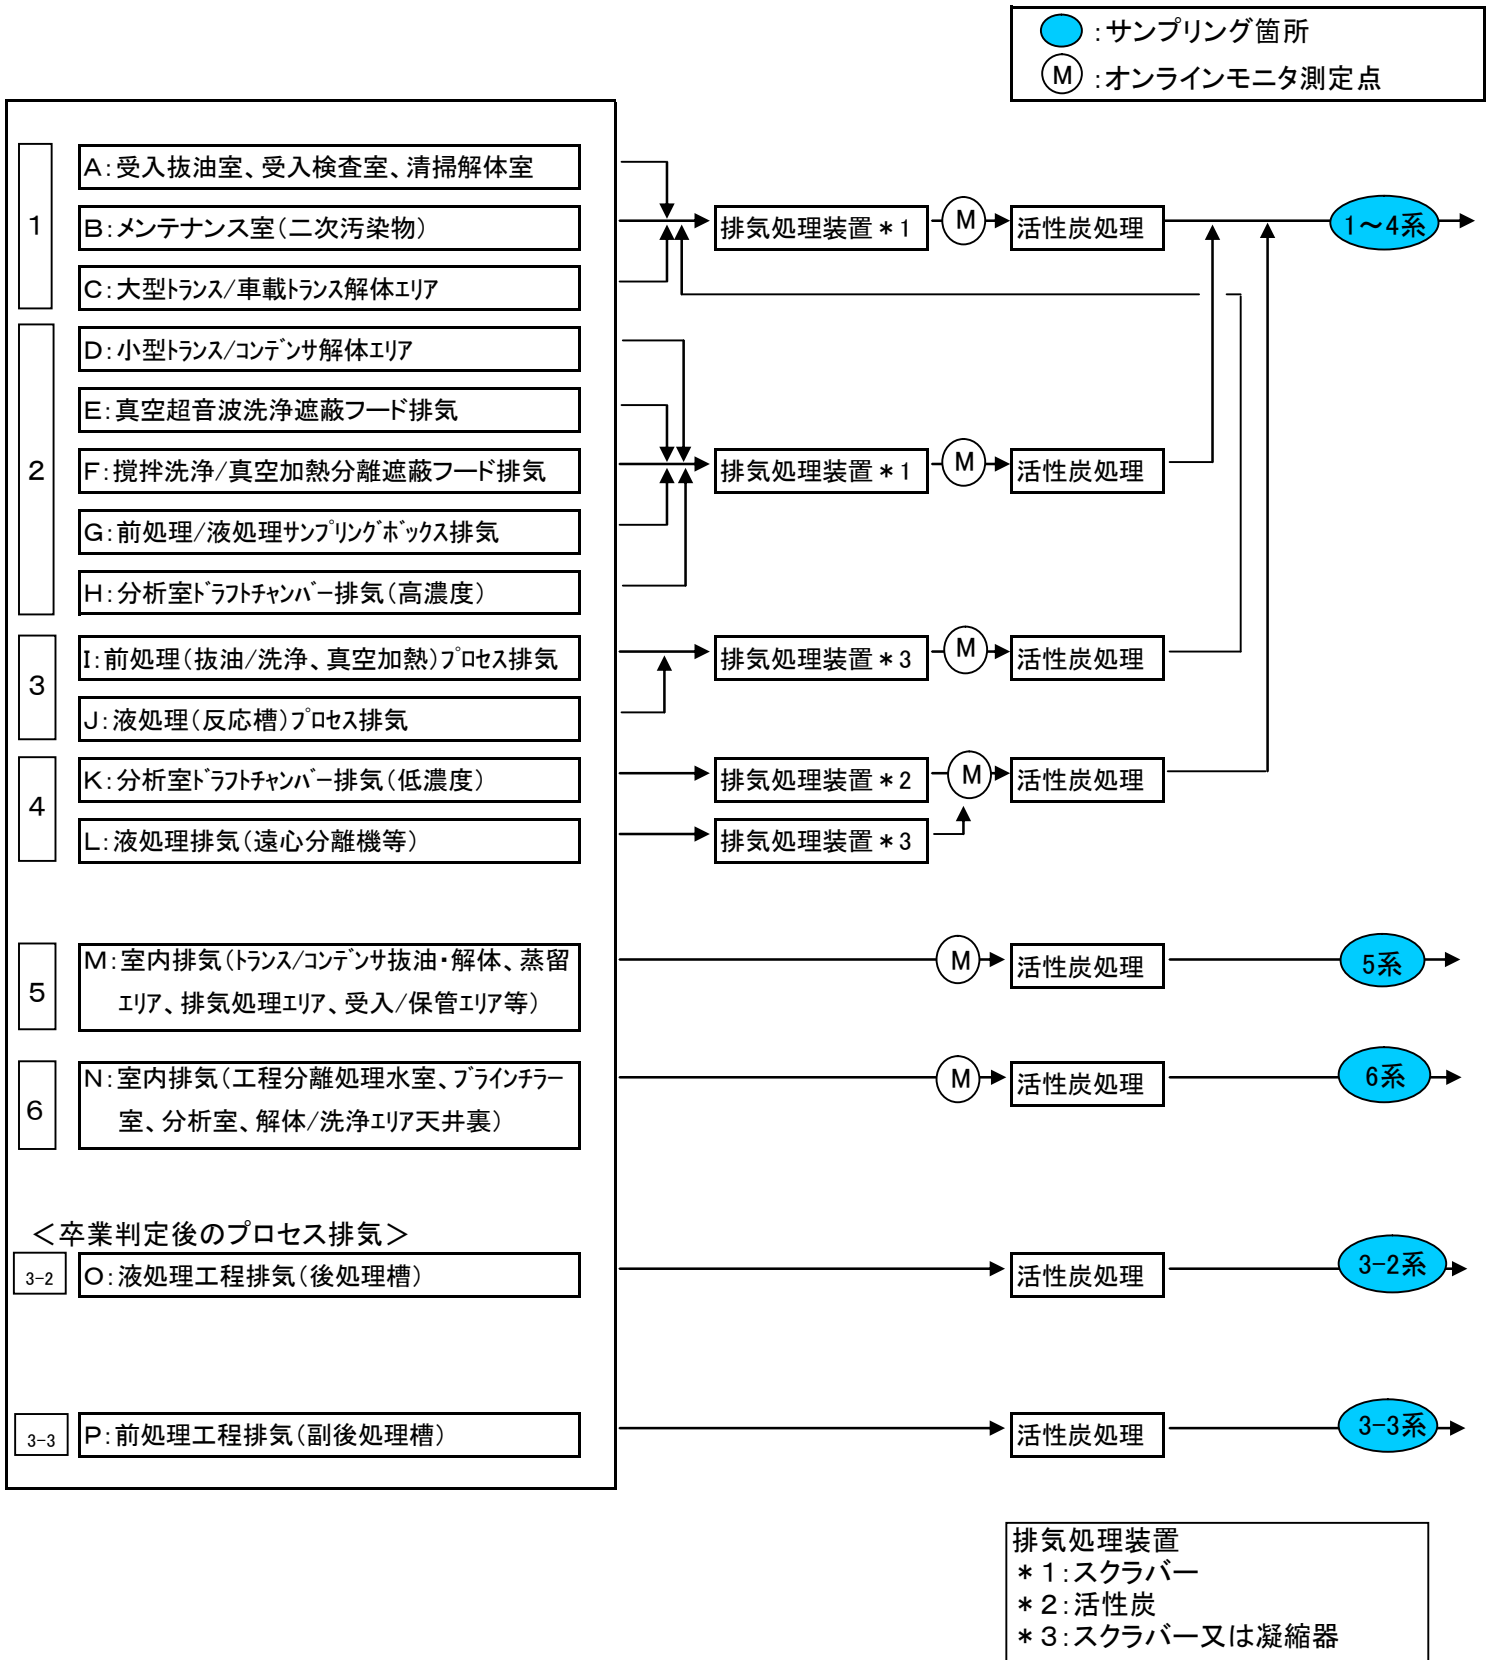 ：サンプリング箇所
M ：オンラインモニタ測定点
1
A：受入抜油室、受入検査室、清掃解体室
B：メンテナンス室（二次汚染物）
排気処理装置＊1
M
活性炭処理
1～4系
C：大型ﾄﾗﾝｽ/車載ﾄﾗﾝｽ解体ｴﾘｱ
2
D：小型ﾄﾗﾝｽ/ｺﾝﾃﾞﾝｻ解体ｴﾘｱ
E：真空超音波洗浄遮蔽フード排気
F：撹拌洗浄/真空加熱分離遮蔽フード排気
排気処理装置＊1
M
活性炭処理
G：前処理/液処理ｻﾝﾌﾟﾘﾝｸﾞﾎﾞｯｸｽ排気
H：分析室ﾄﾞﾗﾌﾄﾁｬﾝﾊﾞｰ排気（高濃度）
3
I：前処理（抜油/洗浄、真空加熱）ﾌﾟﾛｾｽ排気
排気処理装置＊3
M
活性炭処理
J：液処理（反応槽）ﾌﾟﾛｾｽ排気
4
K：分析室ﾄﾞﾗﾌﾄﾁｬﾝﾊﾞｰ排気（低濃度）
排気処理装置＊2
M
活性炭処理
L：液処理排気（遠心分離機等）
排気処理装置＊3
5
M：室内排気（ﾄﾗﾝｽ/ｺﾝﾃﾞﾝｻ抜油・解体、蒸留
ｴﾘｱ、排気処理ｴﾘｱ、受入/保管ｴﾘｱ等）
M
活性炭処理
5系
6
N：室内排気（工程分離処理水室、ﾌﾞﾗｲﾝﾁﾗｰ
室、分析室、解体/洗浄ｴﾘｱ天井裏）
M
活性炭処理
6系
＜卒業判定後のプロセス排気＞
3-2
O：液処理工程排気（後処理槽）
活性炭処理
3-2系
3-3
P：前処理工程排気（副後処理槽）
活性炭処理
3-3系
排気処理装置
＊1：スクラバー
＊2：活性炭
＊3：スクラバー又は凝縮器